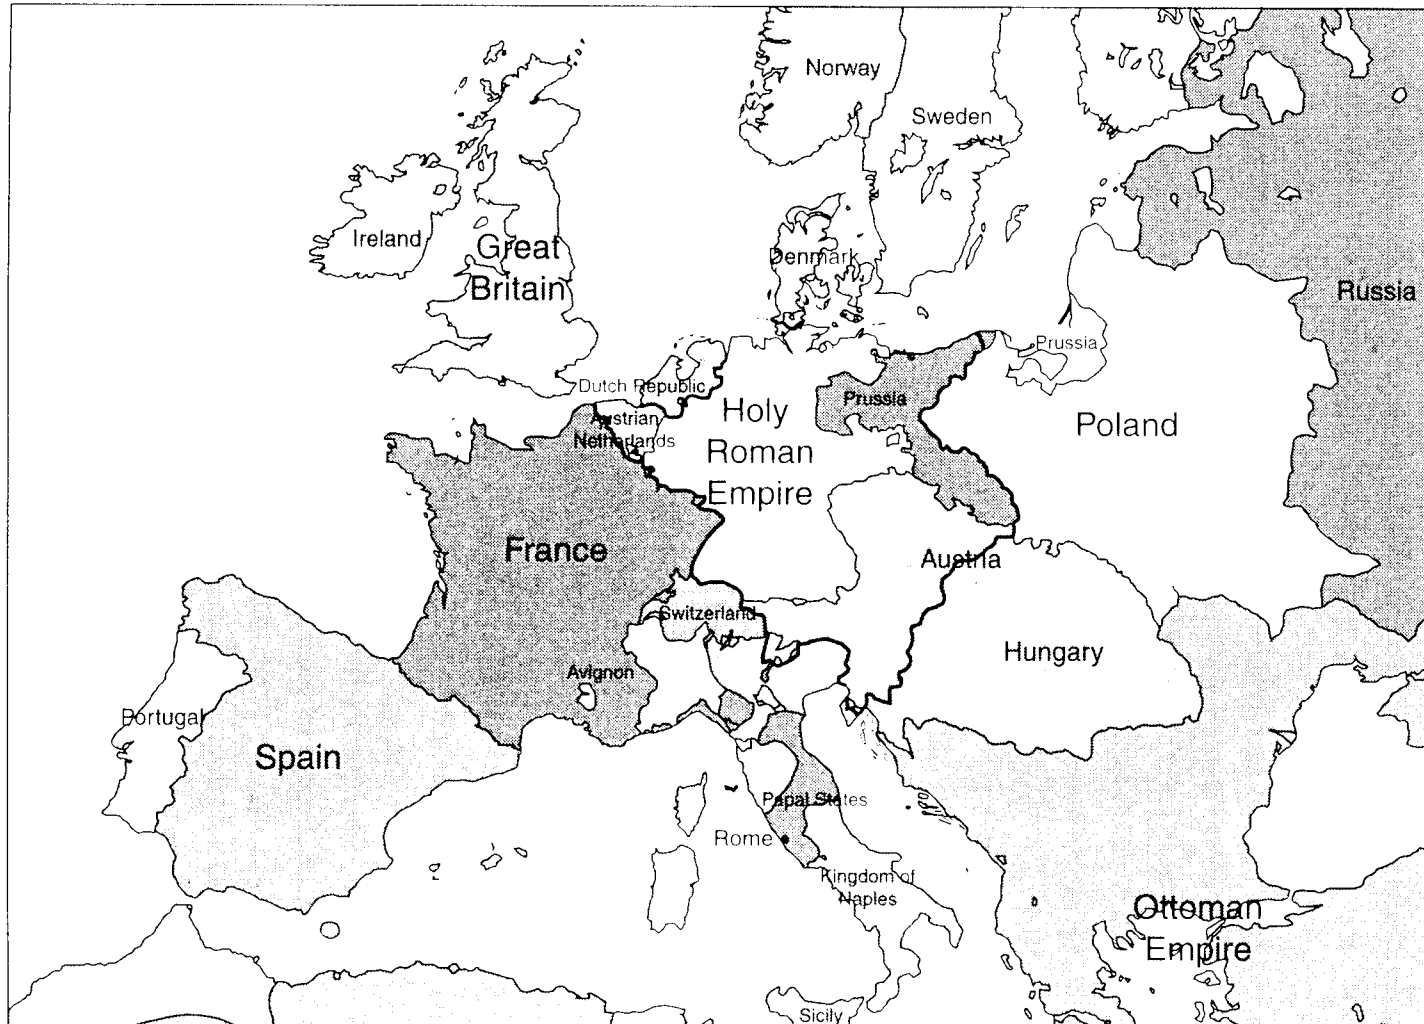 Norway
Sweden
Ireland
Great
Britain
Denmark
Russia
Prussia
Dutch Republic
Prussia
Austrian
Netherlands
Holy
Roman
Empire
Poland
France
Austria
Switzerland
Hungary
Avignon
Portugal
Spain
Papal States
Rome
Kingdom of
Naples
Ottoman
Empire
Sicily